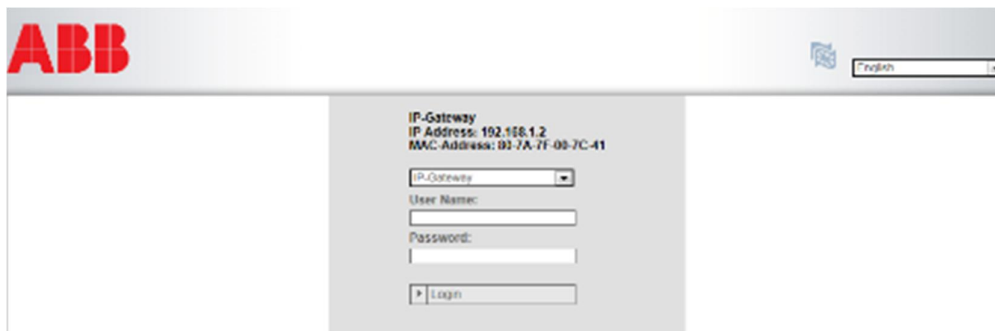 ABB
English
IP-Gateway
IP Address: 192.168.1.2
MAC-Address: 80-7A-7F-00-7C-41
IP-Gateway
User Name:
Password:
Login